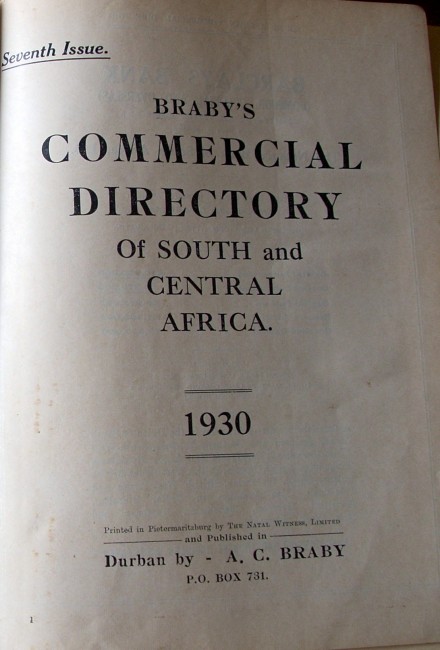 Seventh Issue.
BRABY'S
COMMERCIAL
DIRECTORY
Of SOUTH and
CENTRAL
AFRICA.
1930
Printed in Pietermaritzburg by THE NATAL WITNESS, LIMITED
and Published in
Durban by - A. C. BRABY
P.O. BOX 731.
1